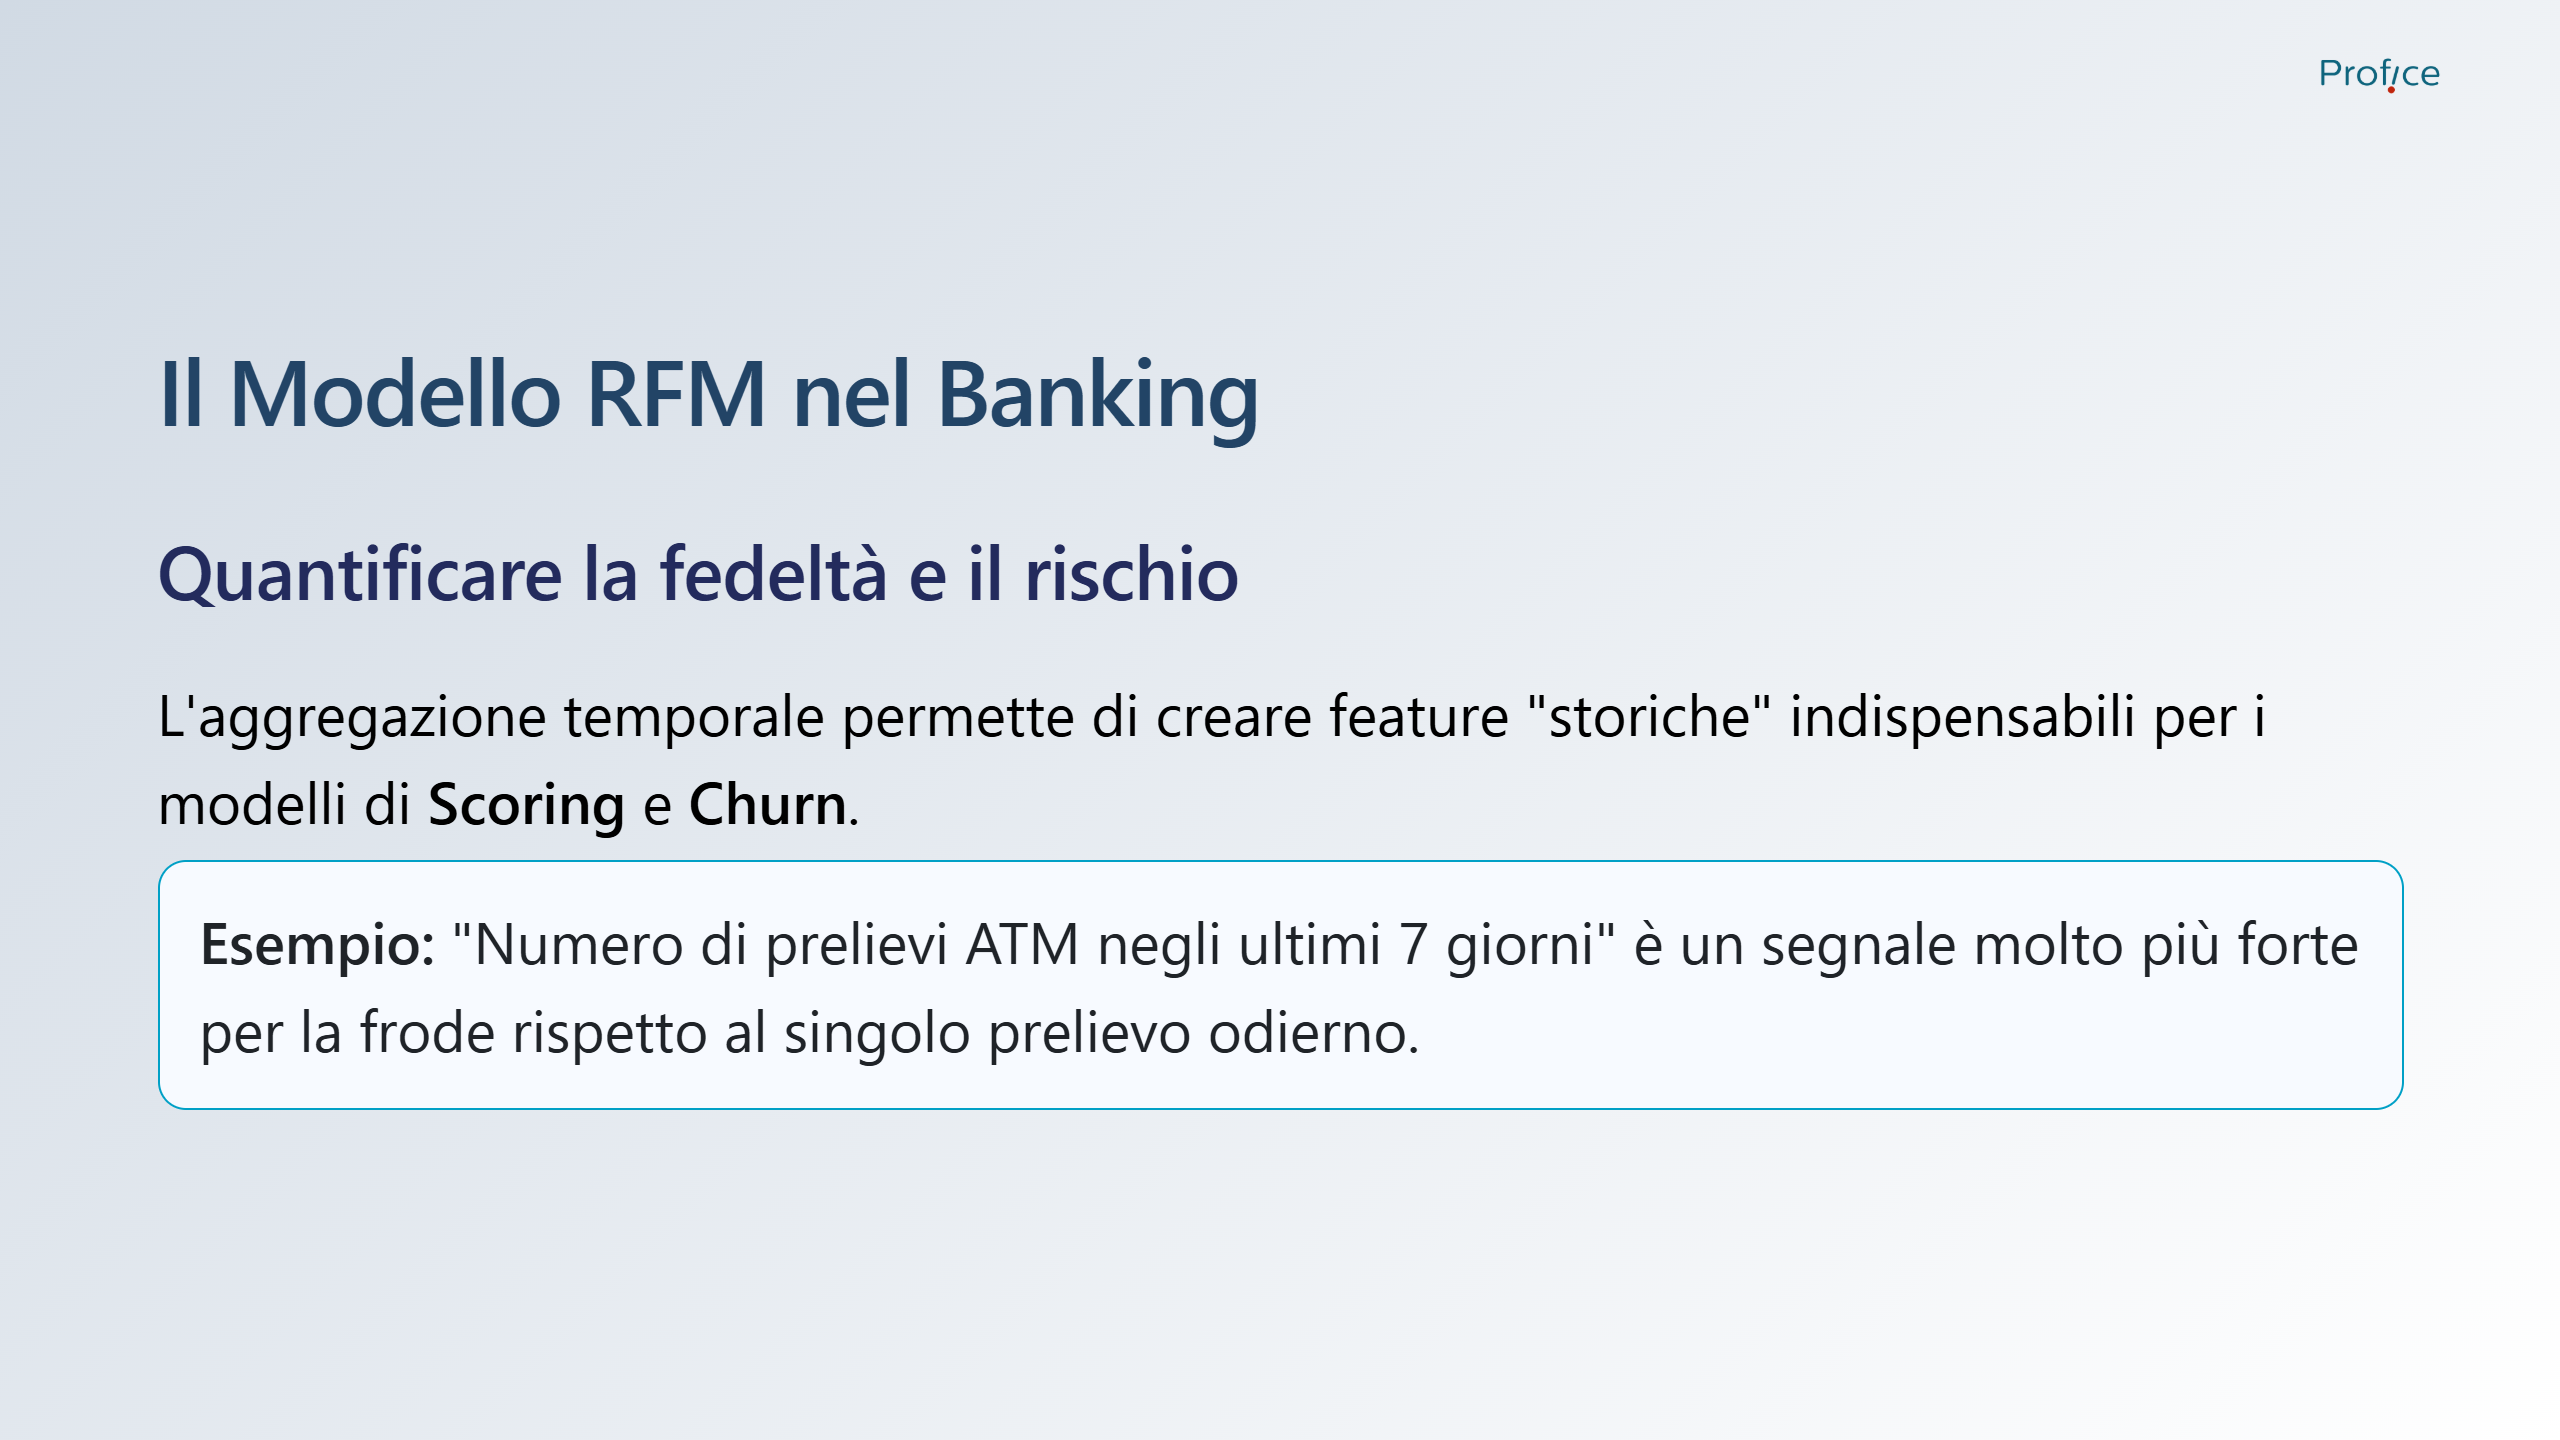 Profice
Il Modello RFM nel Banking
Quantificare la fedeltà e il rischio
L'aggregazione temporale permette di creare feature "storiche" indispensabili per i
modelli di Scoring e Churn.
Esempio: "Numero di prelievi ATM negli ultimi 7 giorni" è un segnale molto più forte
per la frode rispetto al singolo prelievo odierno.